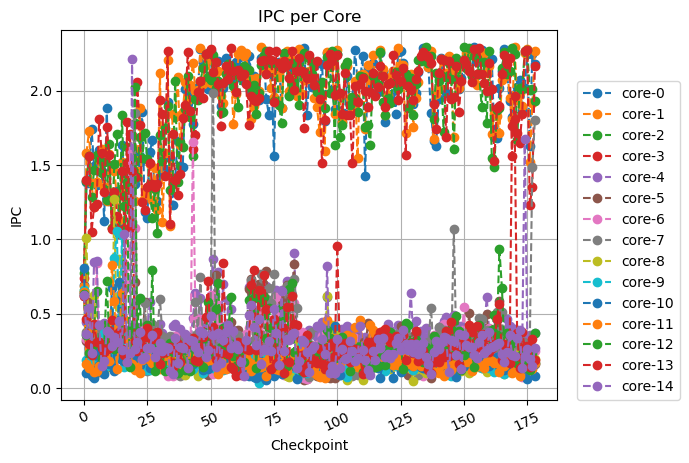 IPC per Core
IPC
2.0
1.5
1.0
0.5
0.0
0
25
50
75
100
125
150
175
Checkpoint
core-0
core-1
core-2
core-3
core-4
core-5
core-6
core-7
core-8
core-9
core-10
core-11
core-12
core-13
core-14